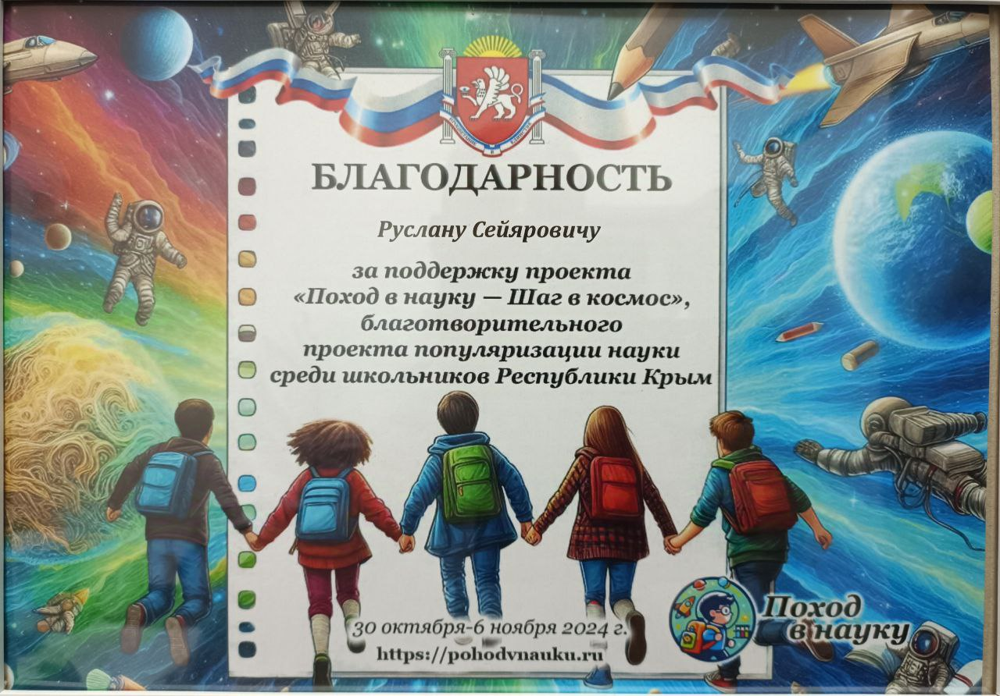 БЛАГОДАРНОСТЬ
Руслану Сейяровичу
за поддержку проекта
«Поход в науку — Шаг в космос»,
благотворительного
проекта популяризации науки
среди школьников Республики Крым
30 октября-6 ноября 2024 г.
https://pohodvnauku.ru
Поход
в науку